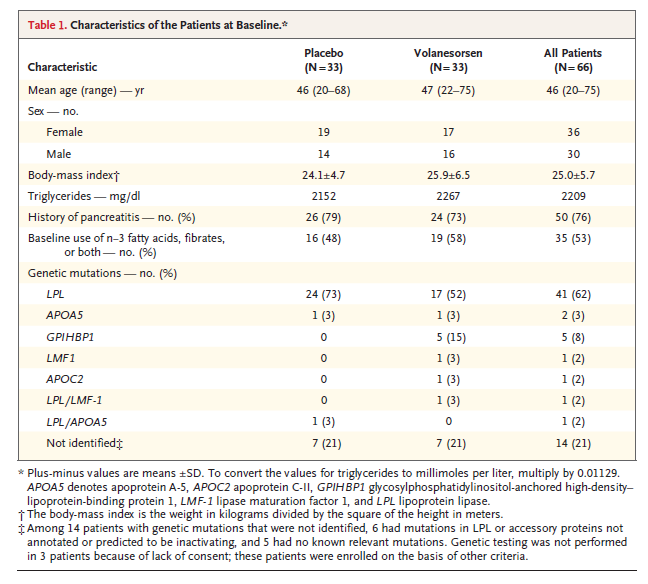 Table 1. Characteristics of the Patients at Baseline.*
Characteristic Placebo (N=33) Volanesorsen (N=33) All Patients (N=66)
Mean age (range) — yr 46 (20–68) 47 (22–75) 46 (20–75)
Sex — no.
Female 19 17 36
Male 14 16 30
Body-mass index† 24.1±4.7 25.9±6.5 25.0±5.7
Triglycerides — mg/dl 2152 2267 2209
History of pancreatitis — no. (%) 26 (79) 24 (73) 50 (76)
Baseline use of n–3 fatty acids, fibrates, 16 (48) 19 (58) 35 (53)
or both — no. (%)
Genetic mutations — no. (%)
LPL 24 (73) 17 (52) 41 (62)
APOA5 1 (3) 1 (3) 2 (3)
GPIHBP1 0 5 (15) 5 (8)
LMF1 0 1 (3) 1 (2)
APOC2 0 1 (3) 1 (2)
LPL/LMF-1 0 1 (3) 1 (2)
LPL/APOA5 1 (3) 0 1 (2)
Not identified‡ 7 (21) 7 (21) 14 (21)
* Plus-minus values are means ±SD. To convert the values for triglycerides to millimoles per liter, multiply by 0.01129.
APOA5 denotes apoprotein A-5, APOC2 apoprotein C-II, GPIHBP1 glycosylphosphatidylinositol-anchored high-density–
lipoprotein-binding protein 1, LMF-1 lipase maturation factor 1, and LPL lipoprotein lipase.
† The body-mass index is the weight in kilograms divided by the square of the height in meters.
‡ Among 14 patients with genetic mutations that were not identified, 6 had mutations in LPL or accessory proteins not
annotated or predicted to be inactivating, and 5 had no known relevant mutations. Genetic testing was not performed
in 3 patients because of lack of consent; these patients were enrolled on the basis of other criteria.